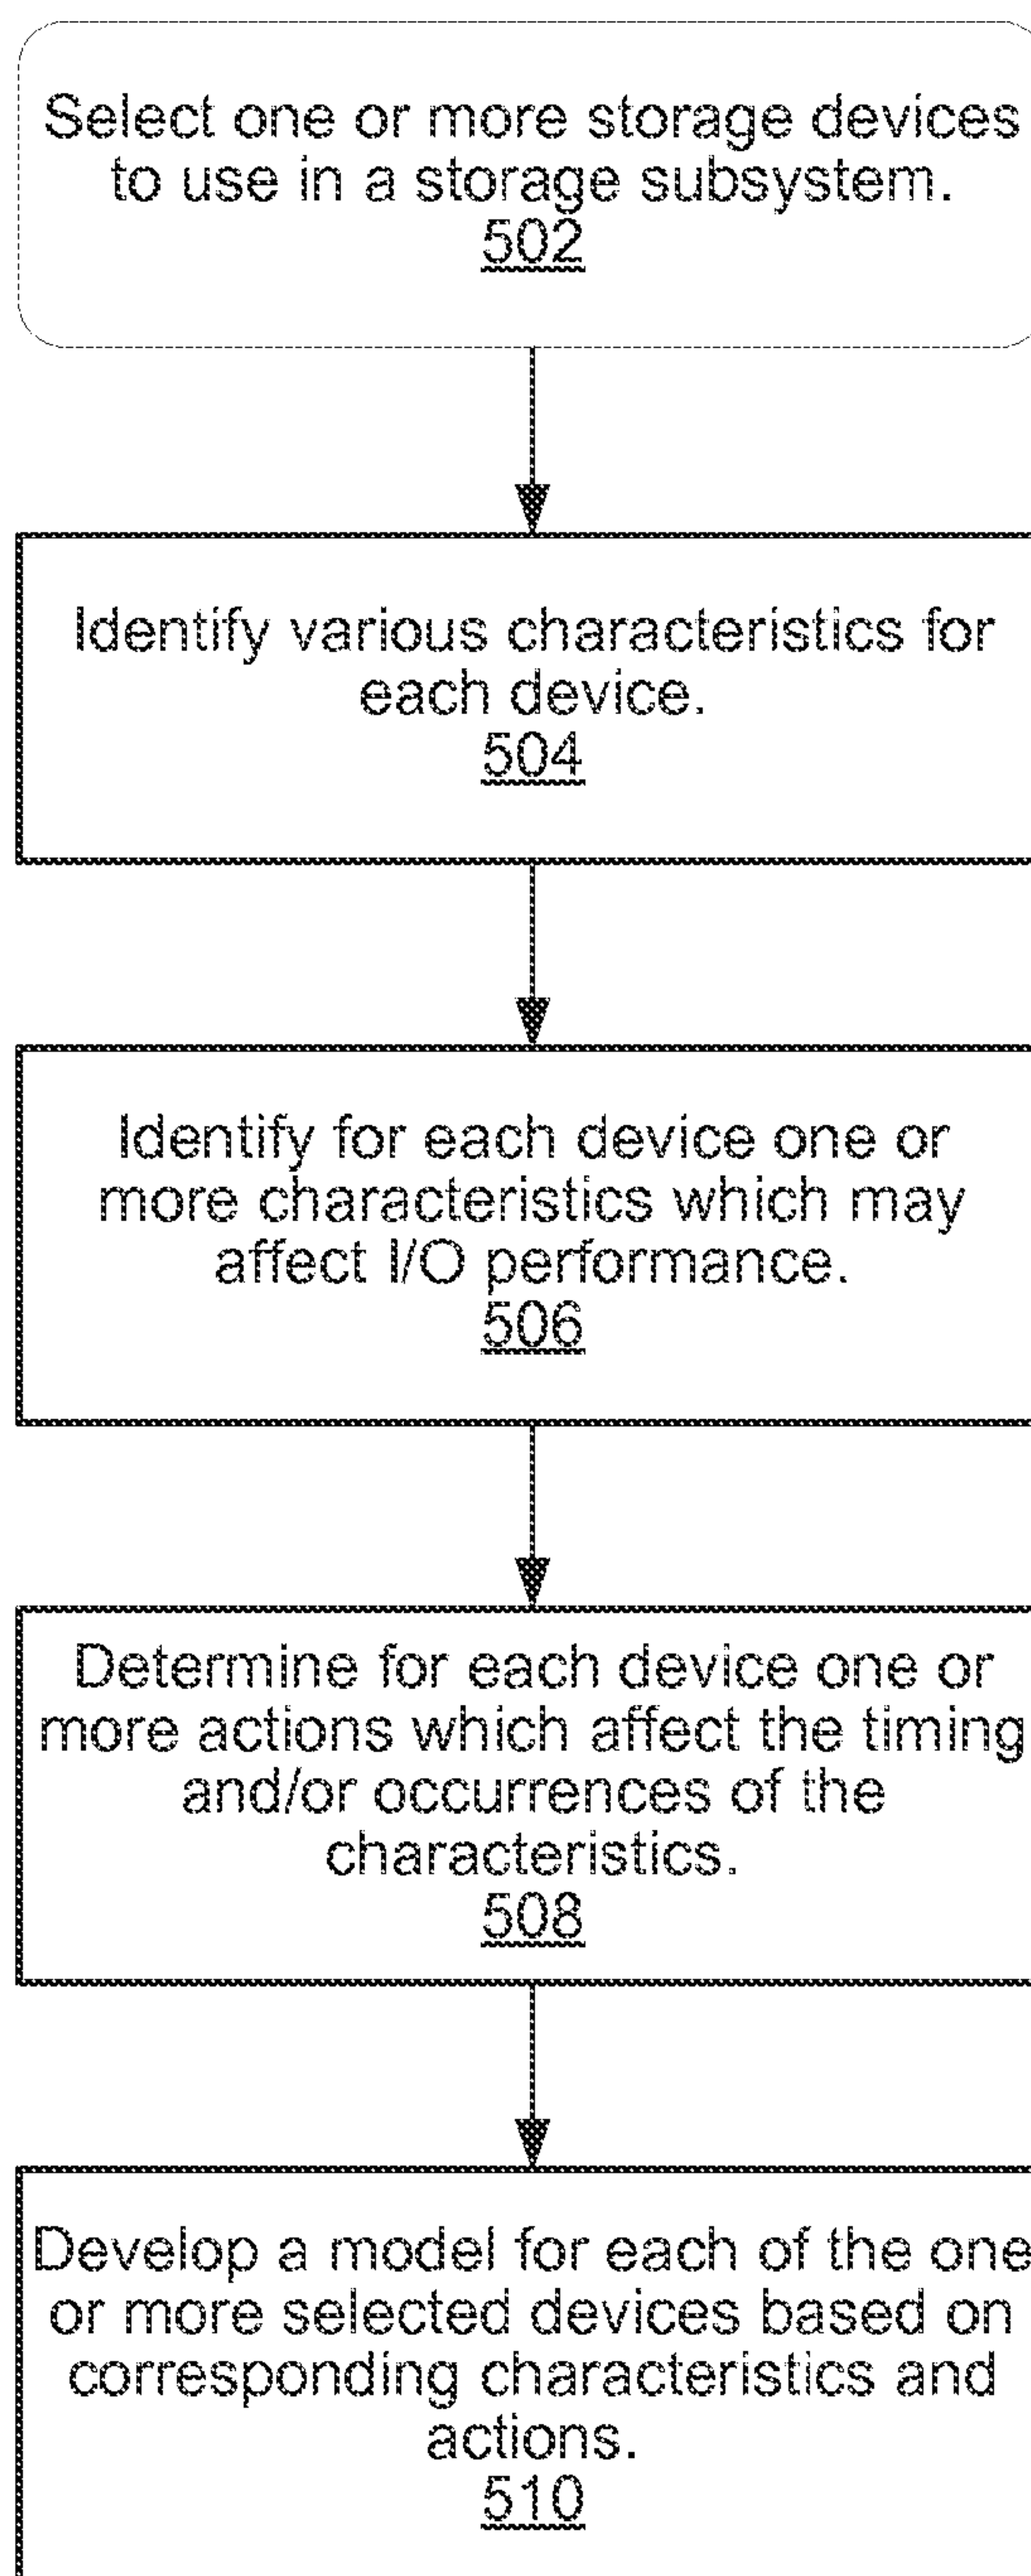 Select one or more storage devices
to use in a storage subsystem.
502
Identify various characteristics for
each device.
504
Identify for each device one or
more characteristics which may
affect I/O performance.
506
Determine for each device one or
more actions which affect the timing
and/or occurrences of the
characteristics.
508
Develop a model for each of the one
or more selected devices based on
corresponding characteristics and
actions.
510